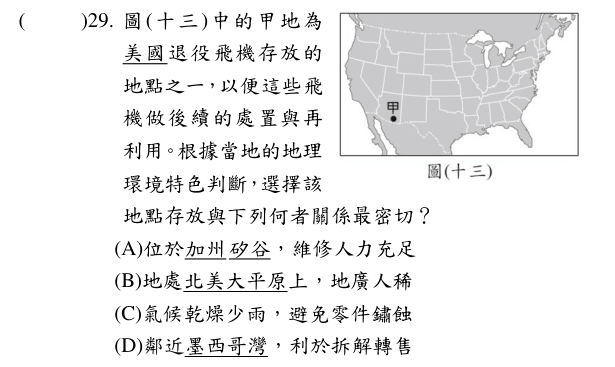 (　　)29. 圖(十三)中的甲地為
美國退役飛機存放的
地點之一，以便這些飛
機做後續的處置與再
利用。根據當地的地理
環境特色判斷，選擇該
地點存放與下列何者關係最密切？
甲
圖(十三)
(A)位於加州矽谷，維修人力充足
(B)地處北美大平原上，地廣人稀
(C)氣候乾燥少雨，避免零件鏽蝕
(D)鄰近墨西哥灣，利於拆解轉售